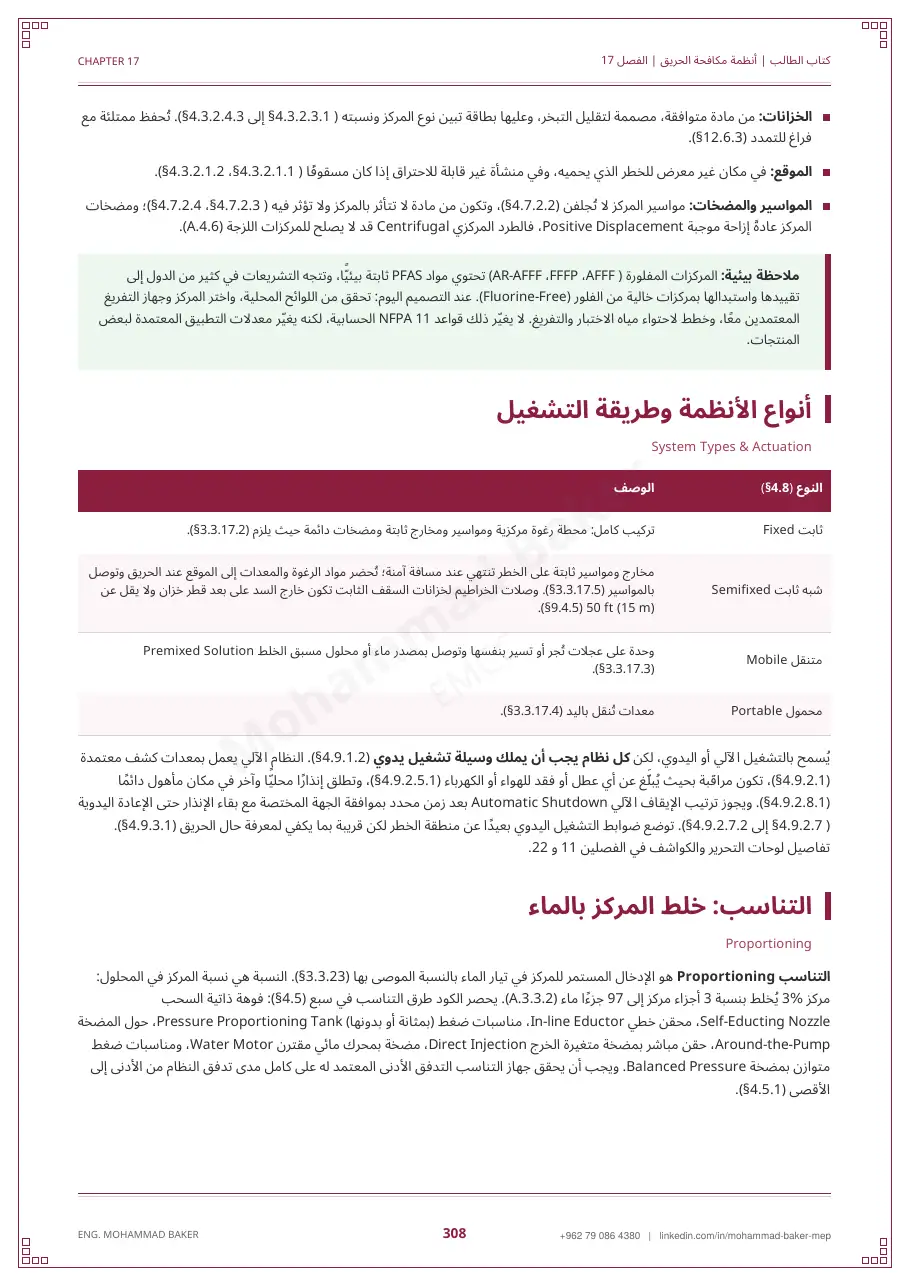 كتاب الطالب | أنظمة مكافحة الحريق | الفصل 17
CHAPTER 17
الخزانات: من مادة متوافقة، مصممة لتقليل التبخر، وعليها بطاقة تبين نوع المركز ونسبته ( §4.3.2.3.1 إلى §4.3.2.4.3). تُحفظ ممتلئة مع
فراغ للتمدد (§12.6.3).
الموقع: في مكان غير معرض للخطر الذي يحميه، وفي منشأة غير قابلة للاحتراق إذا كان مسقوفًا ( §4.3.2.1.1، §4.3.2.1.2).
المواسير والمضخات: مواسير المركز لا تُجلفن (§4.7.2.2)، وتكون من مادة لا تتأثر بالمركز ولا تؤثر فيه ( §4.7.2.3، §4.7.2.4)؛ ومضخات
المركز عادةً إزاحة موجبة Positive Displacement، فالطرد المركزي Centrifugal قد لا يصلح للمركزات اللزجة (A.4.6).
ملاحظة بيئية: المركزات المفلورة ( AFFF، FFFP، AR-AFFF) تحتوي مواد PFAS ثابتة بيئيًّا، وتتجه التشريعات في كثير من الدول إلى
تقييدها واستبدالها بمركزات خالية من الفلور (Fluorine-Free). عند التصميم اليوم: تحقق من اللوائح المحلية، واختر المركز وجهاز التفريغ
المعتمدين معًا، وخطط لاحتواء مياه الاختبار والتفريغ. لا يغيّر ذلك قواعد NFPA 11 الحسابية، لكنه يغيّر معدلات التطبيق المعتمدة لبعض
المنتجات.
أنواع الأنظمة وطريقة التشغيل
System Types & Actuation
النوع (§4.8) الوصف
ثابت Fixed تركيب كامل: محطة رغوة مركزية ومواسير ومخارج ثابتة ومضخات دائمة حيث يلزم (§3.3.17.2).
مخارج ومواسير ثابتة على الخطر تنتهي عند مسافة آمنة؛ تُحضر مواد الرغوة والمعدات إلى الموقع عند الحريق وتوصل
شبه ثابت Semifixed بالمواسير (§3.3.17.5). وصلات الخراطيم لخزانات السقف الثابت تكون خارج السد على بعد قطر خزان ولا يقل عن
50 ft (15 m) (§9.4.5).
متنقل Mobile وحدة على عجلات تُجر أو تسير بنفسها وتوصل بمصدر ماء أو محلول مسبق الخلط Premixed Solution
(§3.3.17.3).
محمول Portable معدات تُنقل باليد (§3.3.17.4).
يُسمح بالتشغيل الآلي أو اليدوي، لكن كل نظام يجب أن يملك وسيلة تشغيل يدوي (§4.9.1.2). النظام الآلي يعمل بمعدات كشف معتمدة
(§4.9.2.1)، تكون مراقبة بحيث يُبلَّغ عن أي عطل أو فقد للهواء أو الكهرباء (§4.9.2.5.1)، وتطلق إنذارًا محليًّا وآخر في مكان مأهول دائمًا
(§4.9.2.8.1). ويجوز ترتيب الإيقاف الآلي Automatic Shutdown بعد زمن محدد بموافقة الجهة المختصة مع بقاء الإنذار حتى الإعادة اليدوية
( §4.9.2.7 إلى §4.9.2.7.2). توضع ضوابط التشغيل اليدوي بعيدًا عن منطقة الخطر لكن قريبة بما يكفي لمعرفة حال الحريق (§4.9.3.1).
تفاصيل لوحات التحرير والكواشف في الفصلين 11 و 22.
التناسب: خلط المركز بالماء
Proportioning
التناسب Proportioning هو الإدخال المستمر للمركز في تيار الماء بالنسبة الموصى بها (§3.3.23). النسبة هي نسبة المركز في المحلول:
مركز 3% يُخلط بنسبة 3 أجزاء مركز إلى 97 جزءًا ماء (A.3.3.2). يحصر الكود طرق التناسب في سبع (§4.5): فوهة ذاتية السحب
Self-Educting Nozzle، محقن خطي In-line Eductor، مناسبات ضغط (بمثانة أو بدونها) Pressure Proportioning Tank، حول المضخة
Around-the-Pump، حقن مباشر بمضخة متغيرة الخرج Direct Injection، مضخة بمحرك مائي مقترن Water Motor، ومناسبات ضغط
متوازن بمضخة Balanced Pressure. ويجب أن يحقق جهاز التناسب التدفق الأدنى المعتمد له على كامل مدى تدفق النظام من الأدنى إلى
الأقصى (§4.5.1).
ENG. MOHAMMAD BAKER
308
+962 79 086 4380 | linkedin.com/in/mohammad-baker-mep